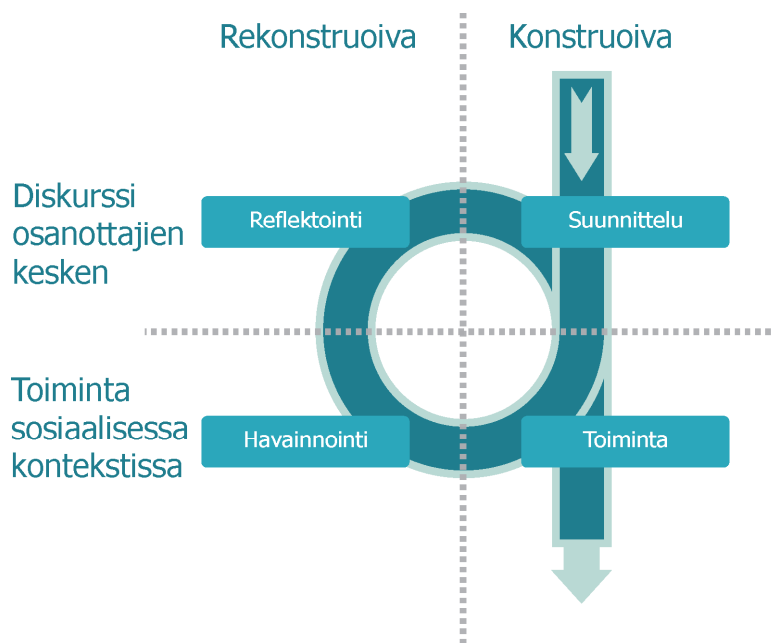 Rekonstruoiva
Konstruoiva
Diskurssi
osanottajien
kesken
Reflektointi
Suunnittelu
Toiminta
sosiaalisessa
kontekstissa
Havainnointi
Toiminta